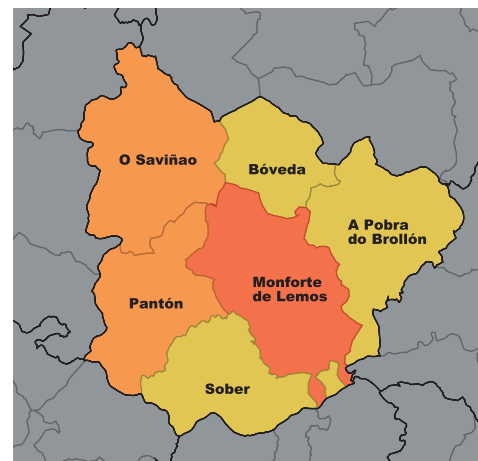 O Saviñao
Bóveda
A Pobra
do Brollón
Monforte
de Lemos
Pantón
Sober